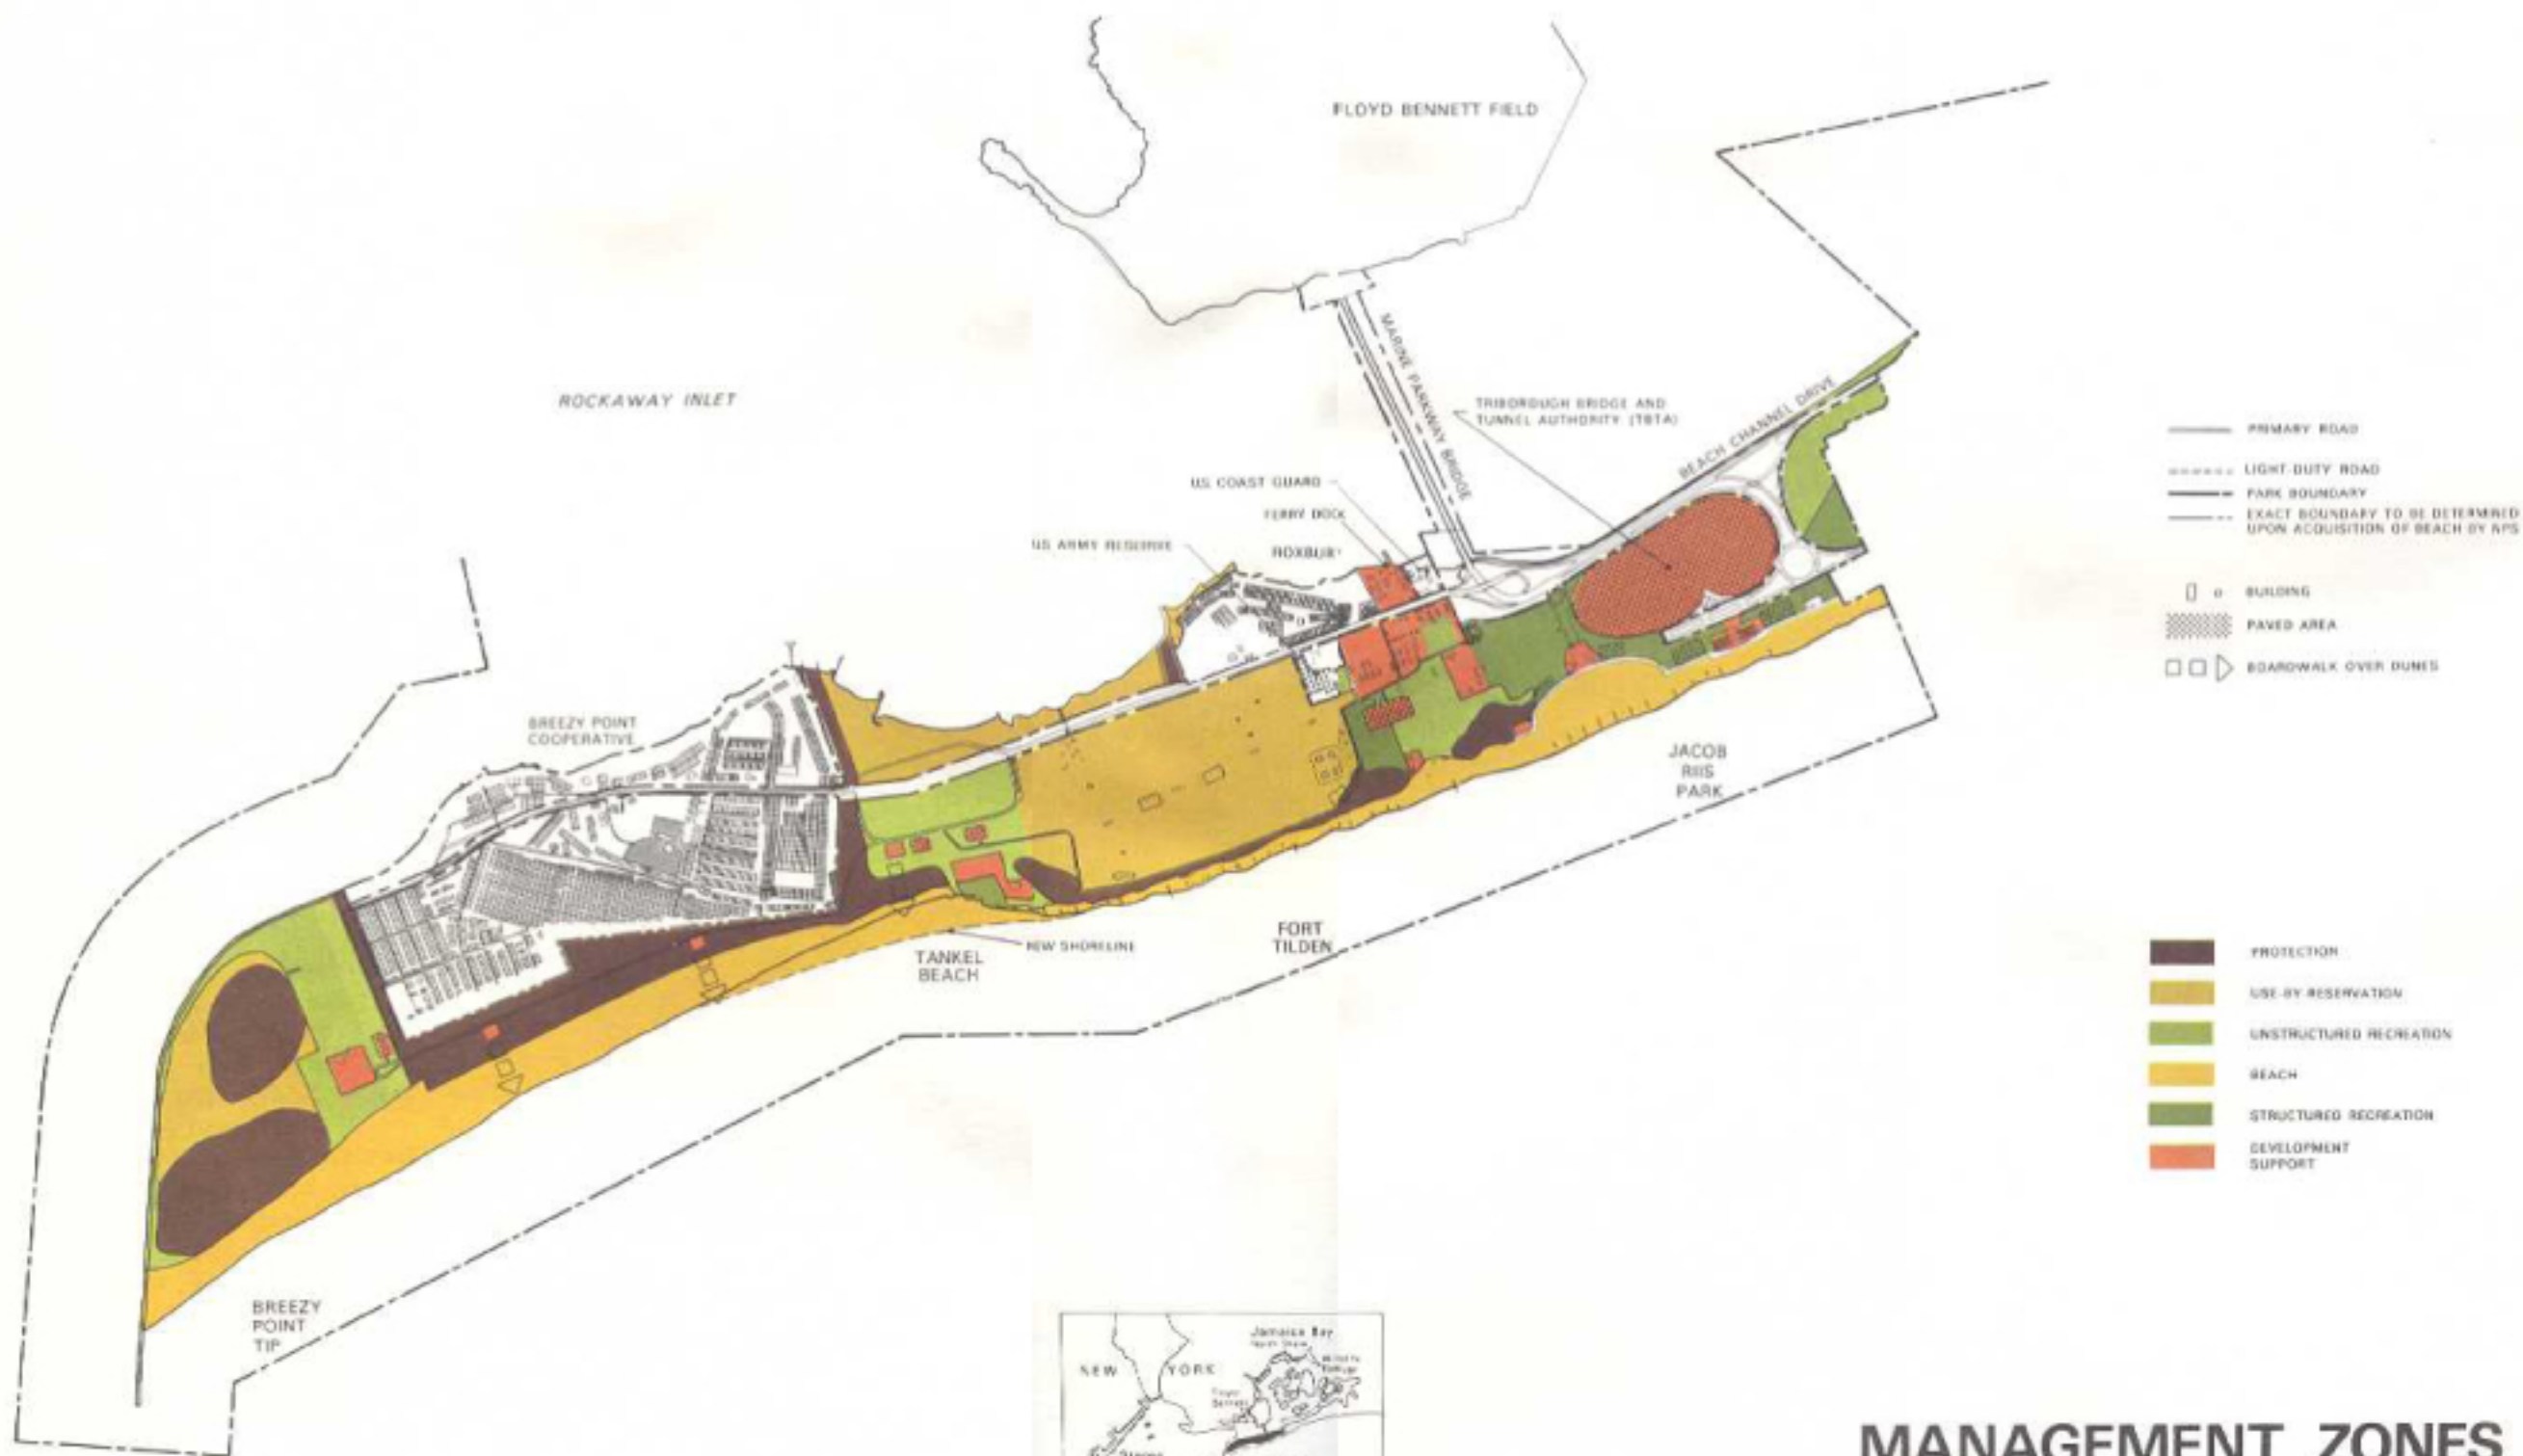 FLOYD BENNETT FIELD
ROCKAWAY INLET
MARINE PARKWAY BRIDGE
TRIBOROUGH BRIDGE AND
TUNNEL AUTHORITY (TBTA)
BEACH CHANNEL DRIVE
U.S. COAST GUARD
FERRY DOCK
US ARMY RESERVE
ROXBURY
BREEZY POINT
COOPERATIVE
JACOB
RIIS
PARK
NEW SHORELINE
TANKEL
BEACH
FORT
TILDEN
BREEZY
POINT
TIP
PRIMARY ROAD
LIGHT DUTY ROAD
PARK BOUNDARY
EXACT BOUNDARY TO BE DETERMINED
UPON ACQUISITION OF BEACH BY NPS
BUILDING
PAVED AREA
BOARDWALK OVER DUNES
PROTECTION
USE-BY-RESERVATION
UNSTRUCTURED RECREATION
BEACH
STRUCTURED RECREATION
DEVELOPMENT
SUPPORT
Jamaica Bay
NEW YORK
MANAGEMENT ZONES